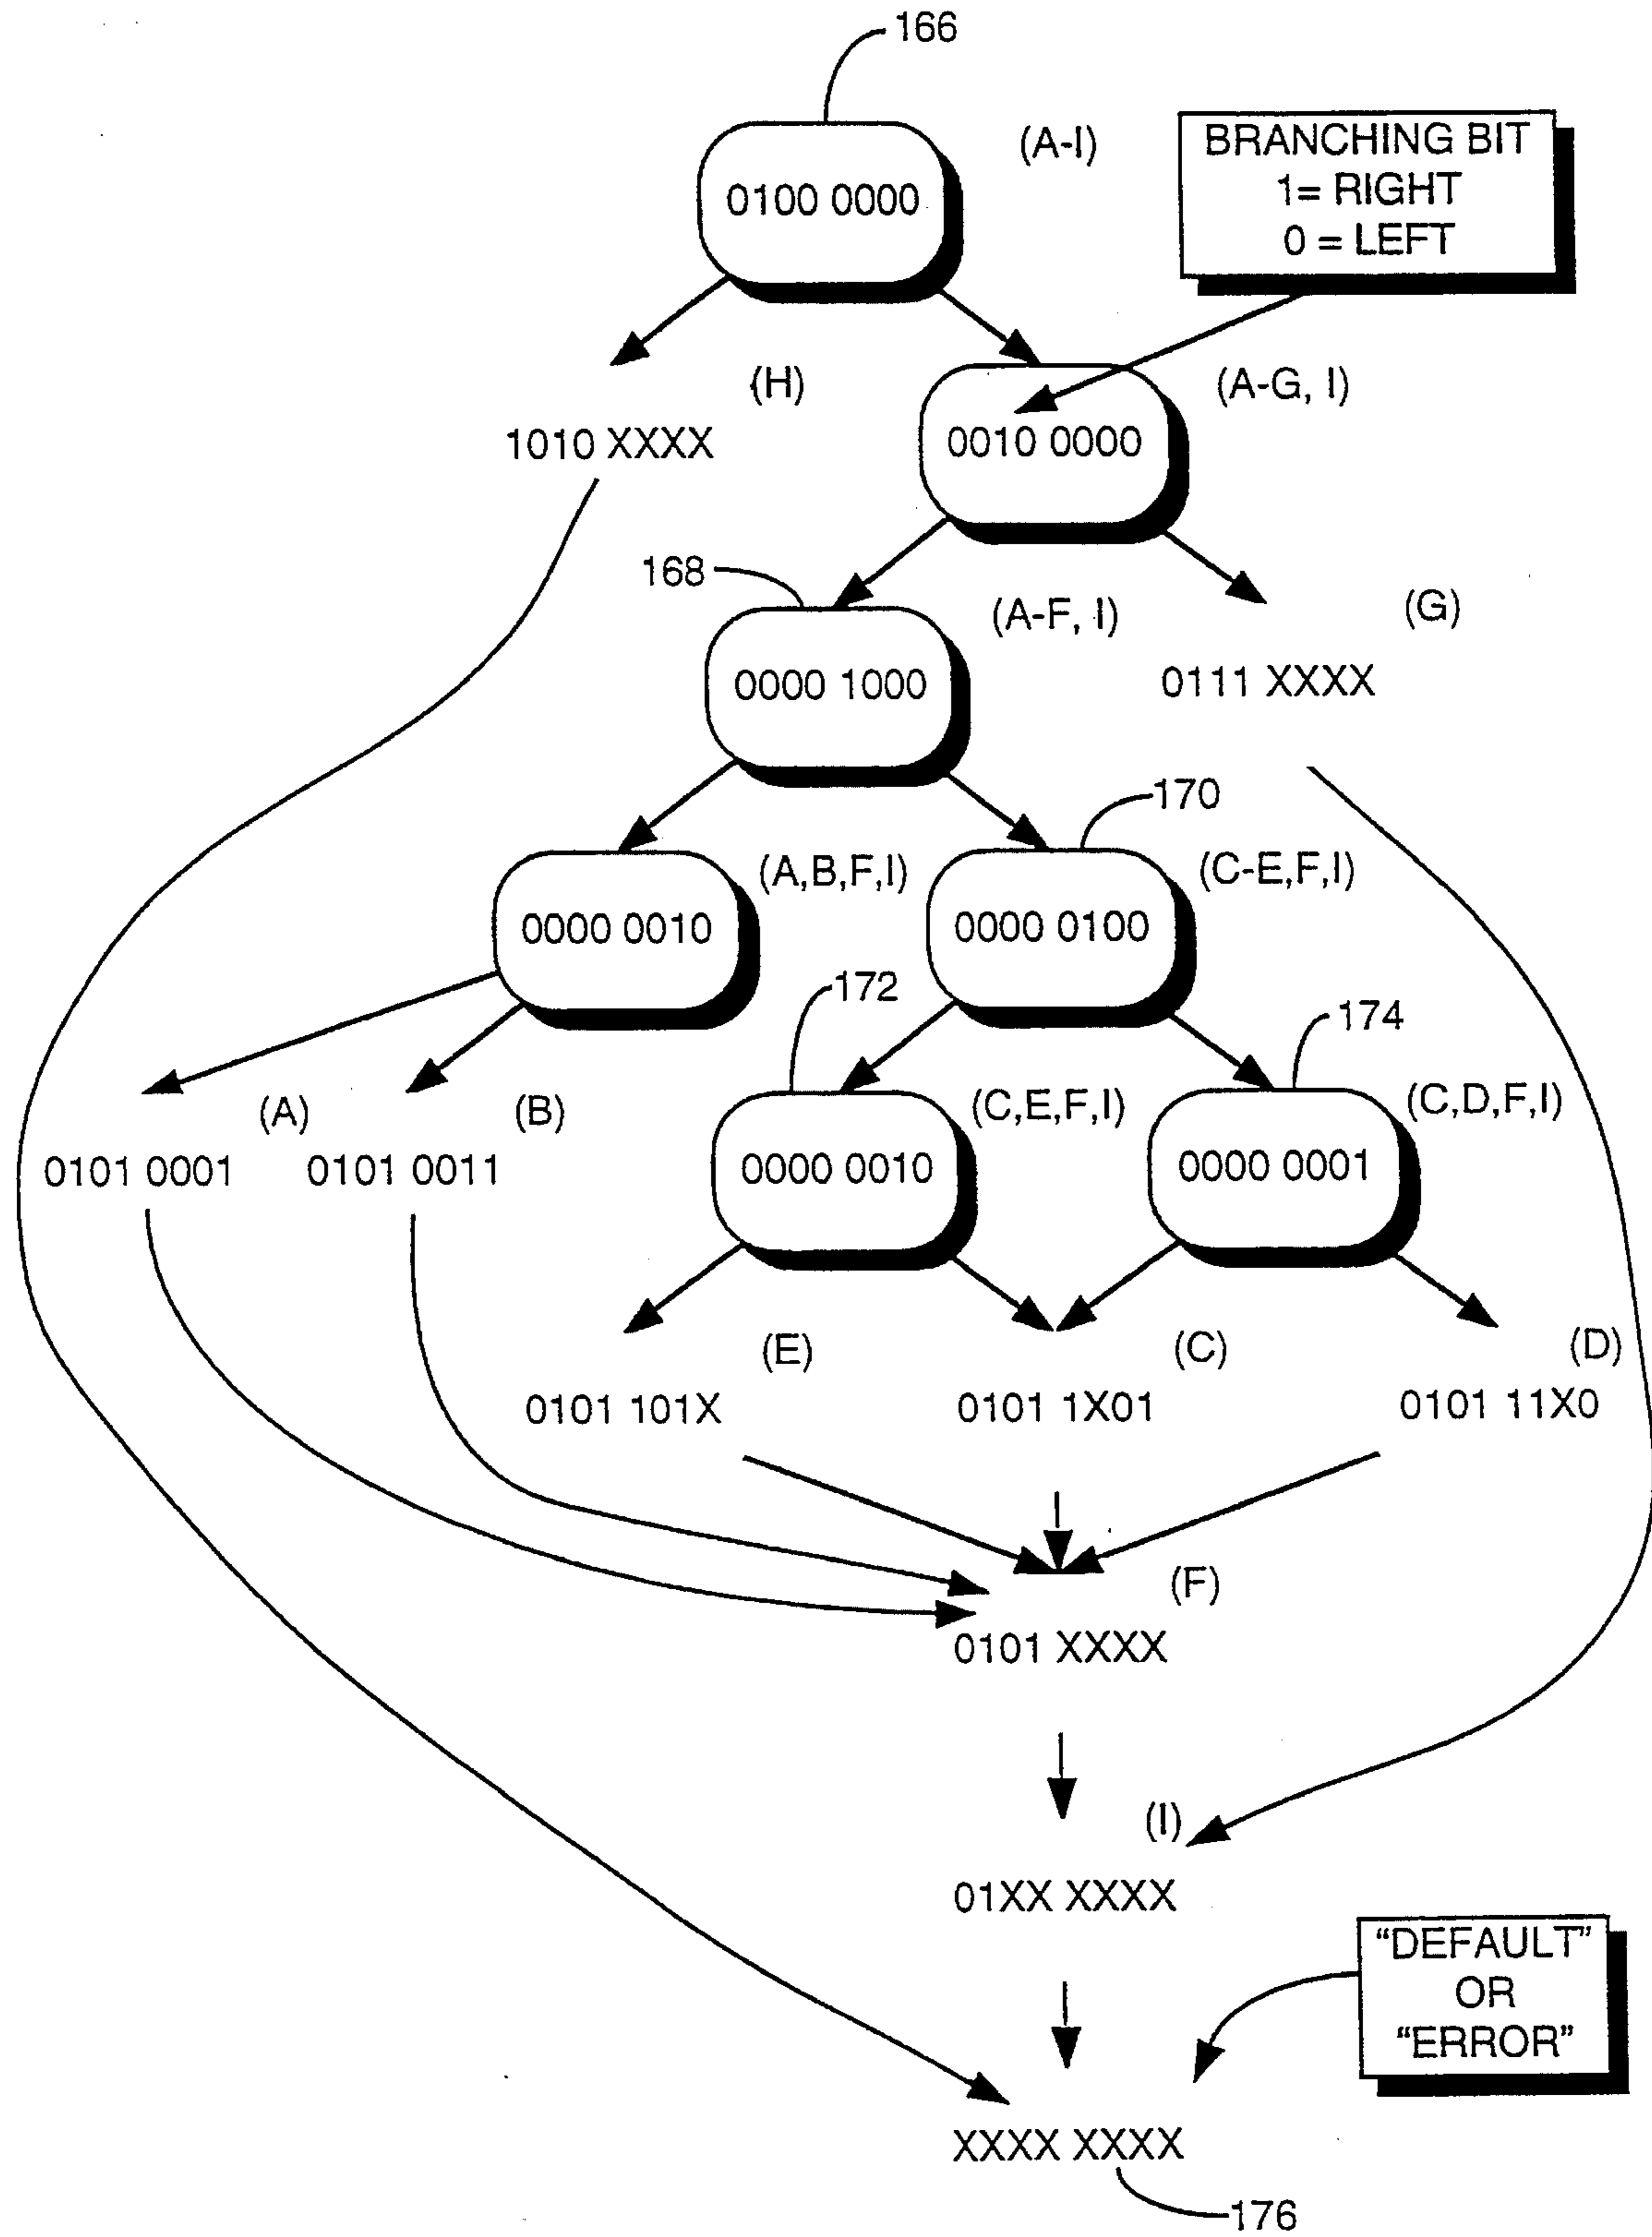 166
(A-I)
BRANCHING BIT
1= RIGHT
0 = LEFT
0100 0000
(H)
(A-G, I)
1010 XXXX
0010 0000
168
(A-F, I)
(G)
0000 1000
0111 XXXX
170
(A,B,F,I)
(C-E,F,I)
0000 0010
0000 0100
172
174
(A)
(B)
(C,E,F,I)
(C,D,F,I)
0101 0001
0101 0011
0000 0010
0000 0001
(E)
(C)
(D)
0101 101X
0101 1X01
0101 11X0
(F)
0101 XXXX
(I)
01XX XXXX
"DEFAULT"
OR
"ERROR"
XXXX XXXX
176